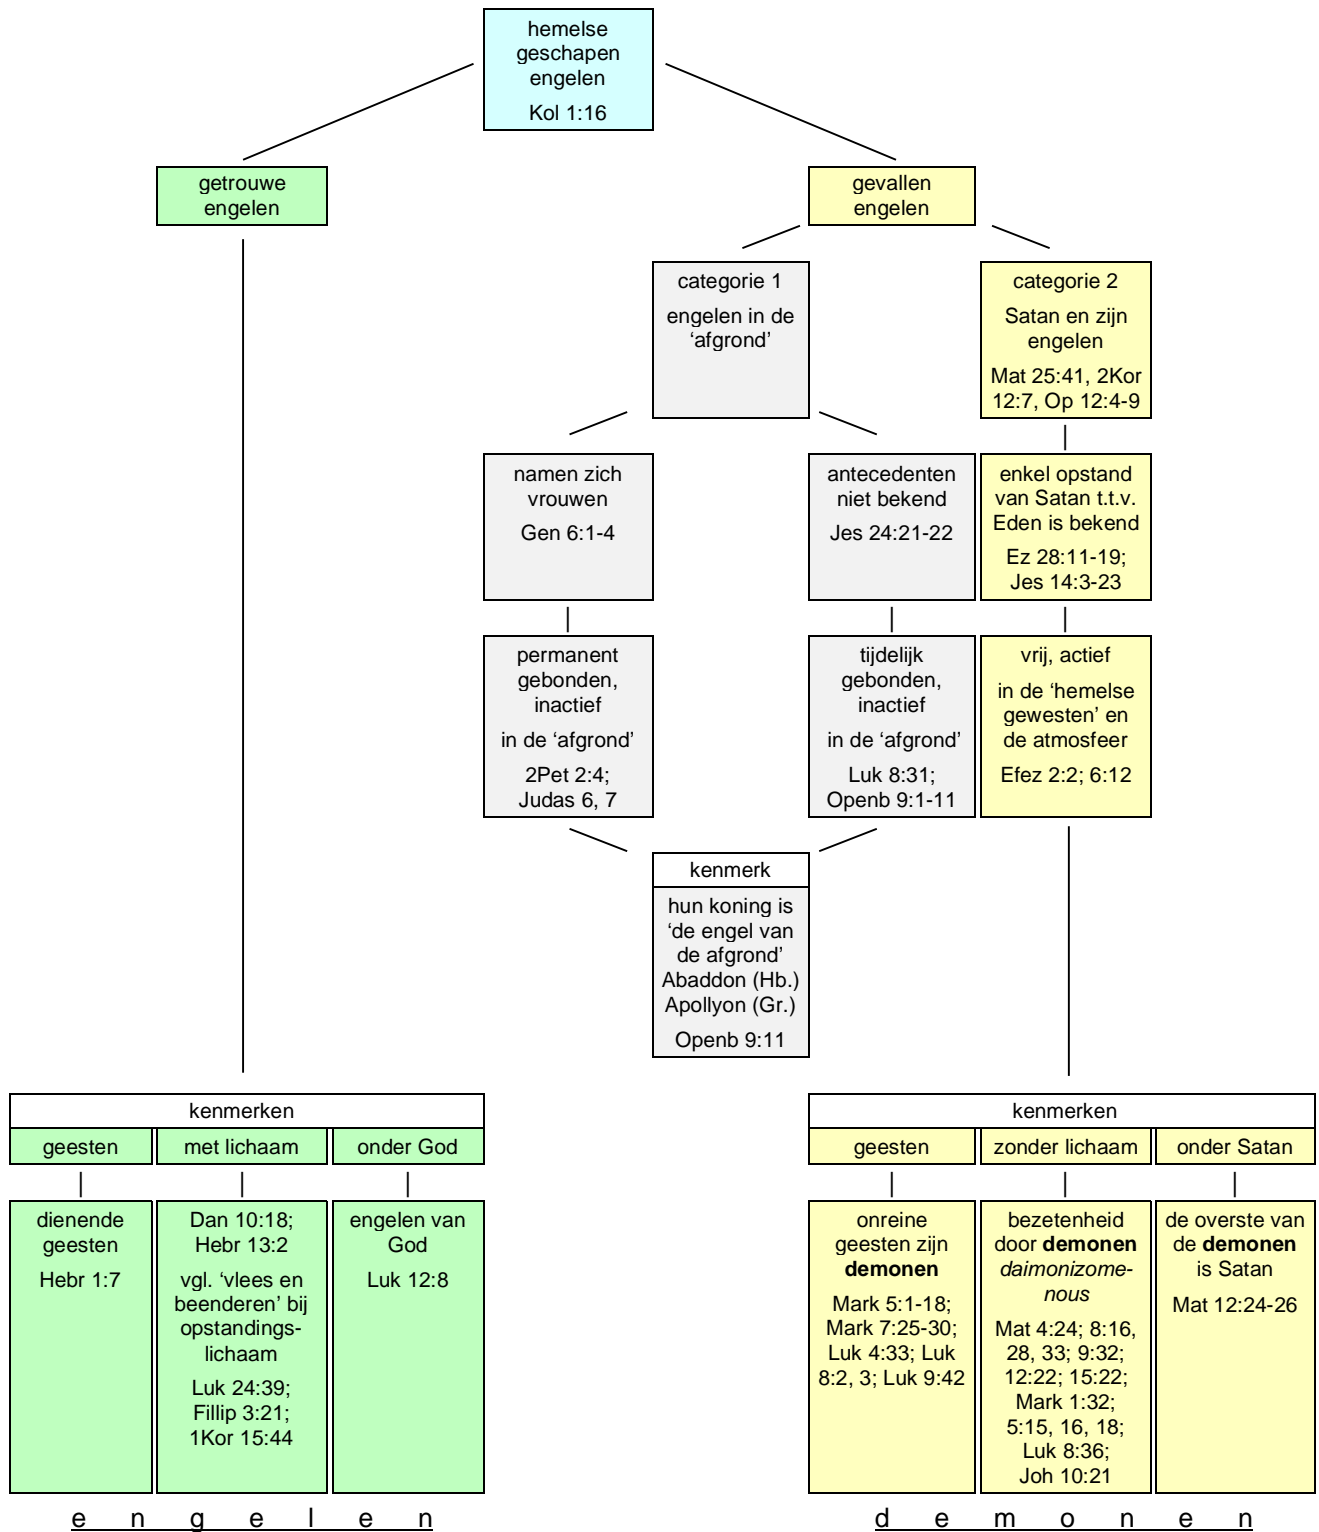 hemelse
geschapen
engelen
Kol 1:16
getrouwe
engelen
gevallen
engelen
categorie 1
engelen in de
‘afgrond’
categorie 2
Satan en zijn
engelen
Mat 25:41, 2Kor
12:7, Op 12:4-9
namen zich
vrouwen
Gen 6:1-4
antecedenten
niet bekend
Jes 24:21-22
enkel opstand
van Satan t.t.v.
Eden is bekend
Ez 28:11-19;
Jes 14:3-23
permanent
gebonden,
inactief
in de ‘afgrond’
2Pet 2:4;
Judas 6, 7
tijdelijk
gebonden,
inactief
in de ‘afgrond’
Luk 8:31;
Openb 9:1-11
vrij, actief
in de ‘hemelse
gewesten’ en
de atmosfeer
Efez 2:2; 6:12
kenmerk
hun koning is
‘de engel van
de afgrond’
Abaddon (Hb.)
Apollyon (Gr.)
Openb 9:11
kenmerken
geesten
met lichaam
onder God
dienende
geesten
Hebr 1:7
Dan 10:18;
Hebr 13:2
vgl. ‘vlees en
beenderen’ bij
opstandings-
lichaam
Luk 24:39;
Fillip 3:21;
1Kor 15:44
engelen van
God
Luk 12:8
engelen
kenmerken
geesten
zonder lichaam
onder Satan
onreine
geesten zijn
demonen
Mark 5:1-18;
Mark 7:25-30;
Luk 4:33; Luk
8:2, 3; Luk 9:42
bezetenheid
door demonen
daimonizome-
nous
Mat 4:24; 8:16,
28, 33; 9:32;
12:22; 15:22;
Mark 1:32;
5:15, 16, 18;
Luk 8:36;
Joh 10:21
de overste van
de demonen
is Satan
Mat 12:24-26
demonen